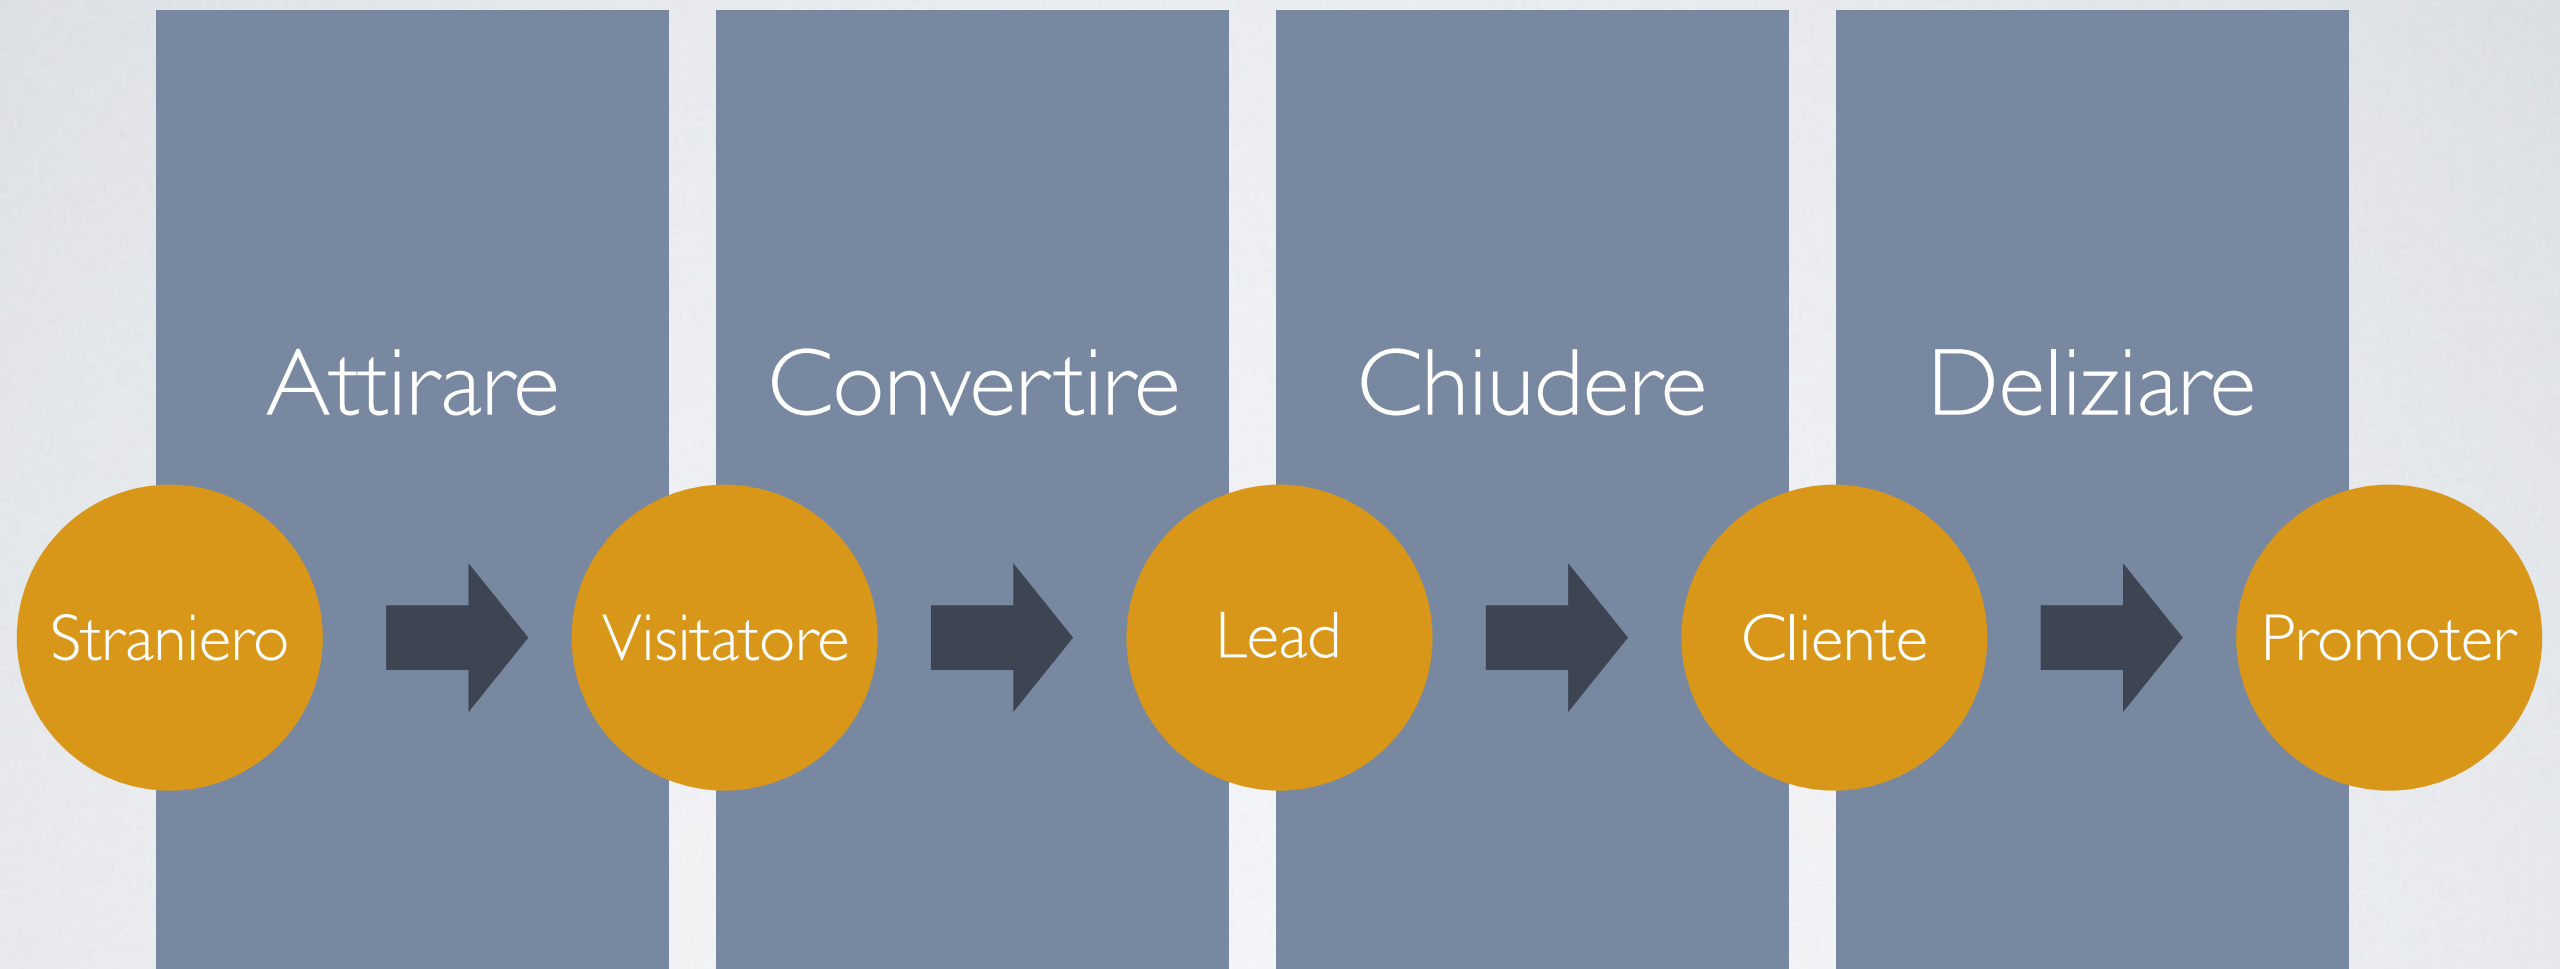 Attirare
Convertire
Chiudere
Deliziare
Straniero
Visitatore
Lead
Cliente
Promoter